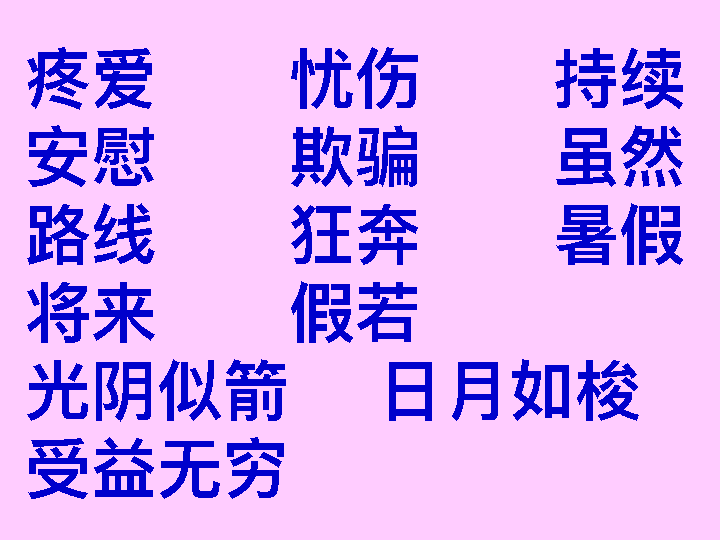 疼爱 忧伤 持续
安慰 欺骗 虽然
路线 狂奔 暑假
将来 假若
光阴似箭 日月如梭
受益无穷